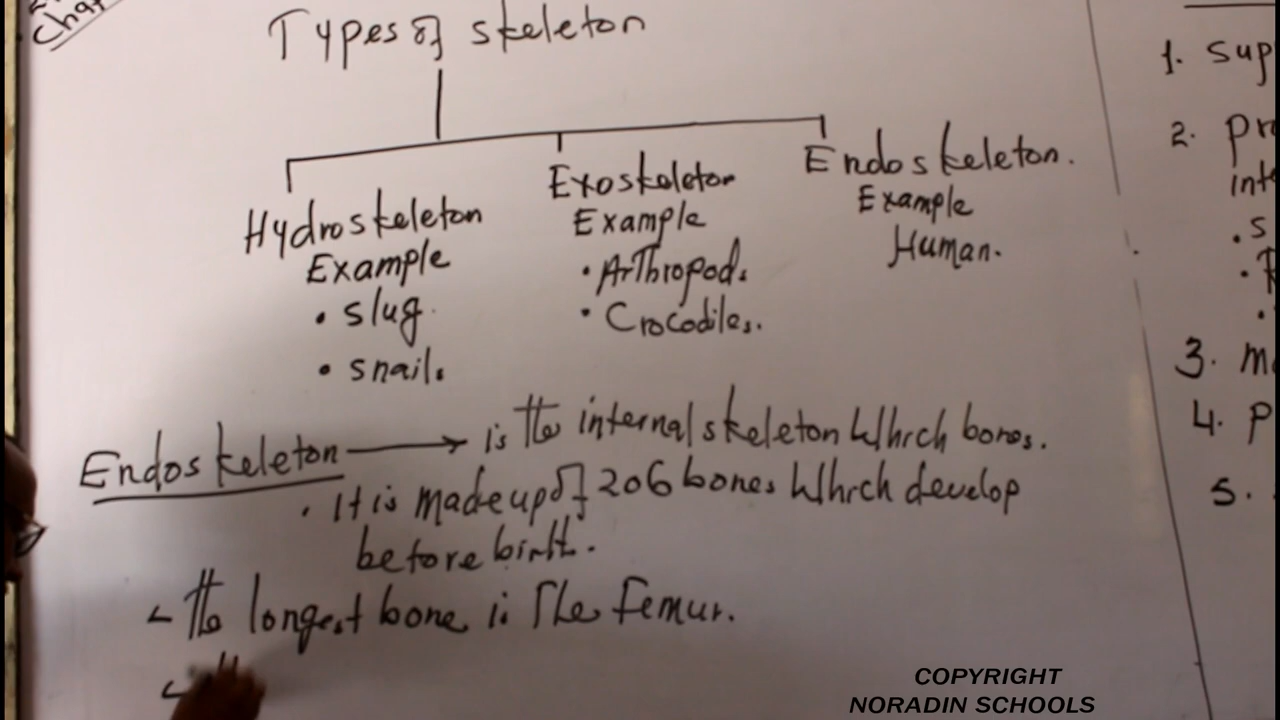 Types of skeleton
Hydroskeleton
Example
• slug
• snail.
Exoskeleton
Example
• Arthropod.
• Crocodiles.
Endoskeleton.
Example
Human.
Endoskeleton → is the internal skeleton Which bones.
• It is made up of 206 bones Which develop
before birth.
the longest bone is The Femur.
1. Sup
2. Pr
inte
• S
•
•
3. m
4. P
5.
COPYRIGHT
NORADIN SCHOOLS